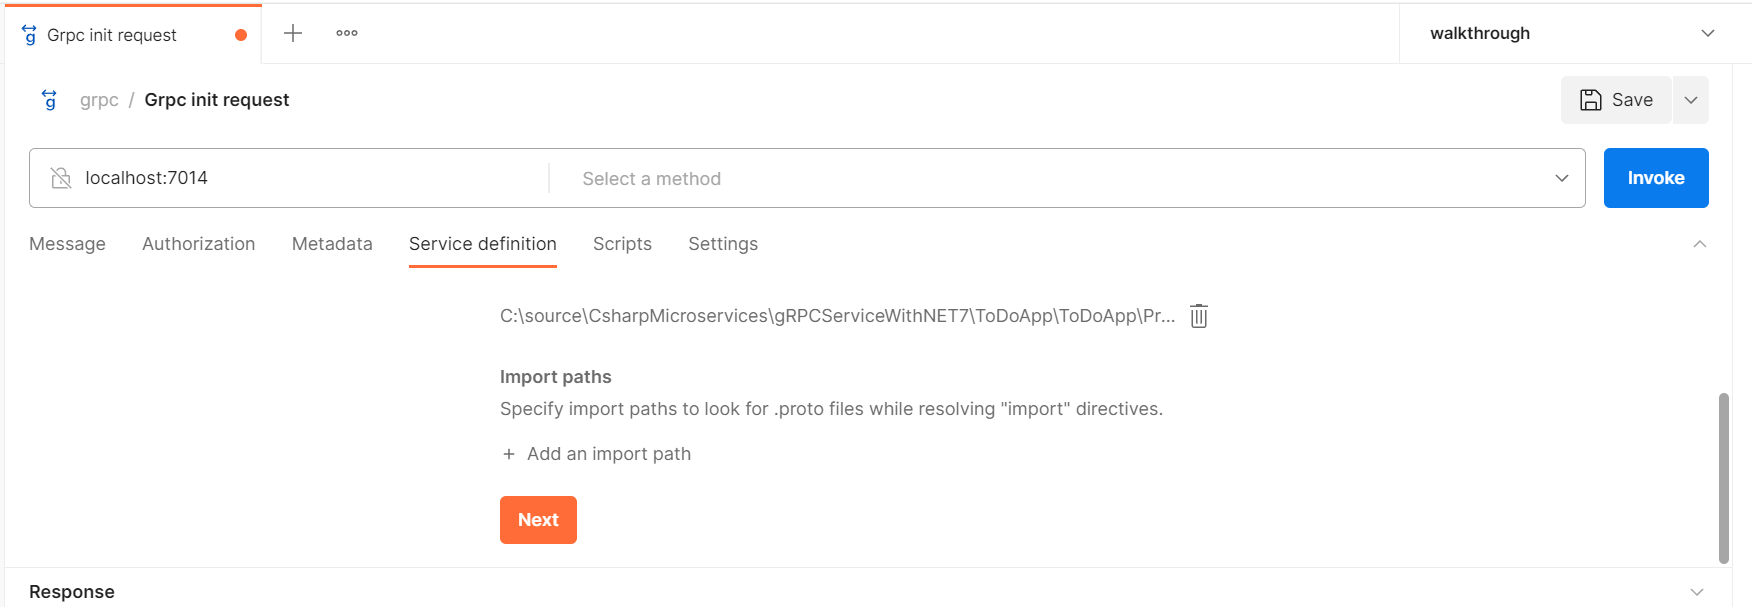 Grpc init request
walkthrough
grpc / Grpc init request
Save
localhost:7014
Select a method
Invoke
Message Authorization Metadata Service definition Scripts Settings
C:\source\CsharpMicroservices\gRPCServiceWithNET7\ToDoApp\ToDoApp\Pr...
Import paths
Specify import paths to look for .proto files while resolving "import" directives.
+ Add an import path
Next
Response